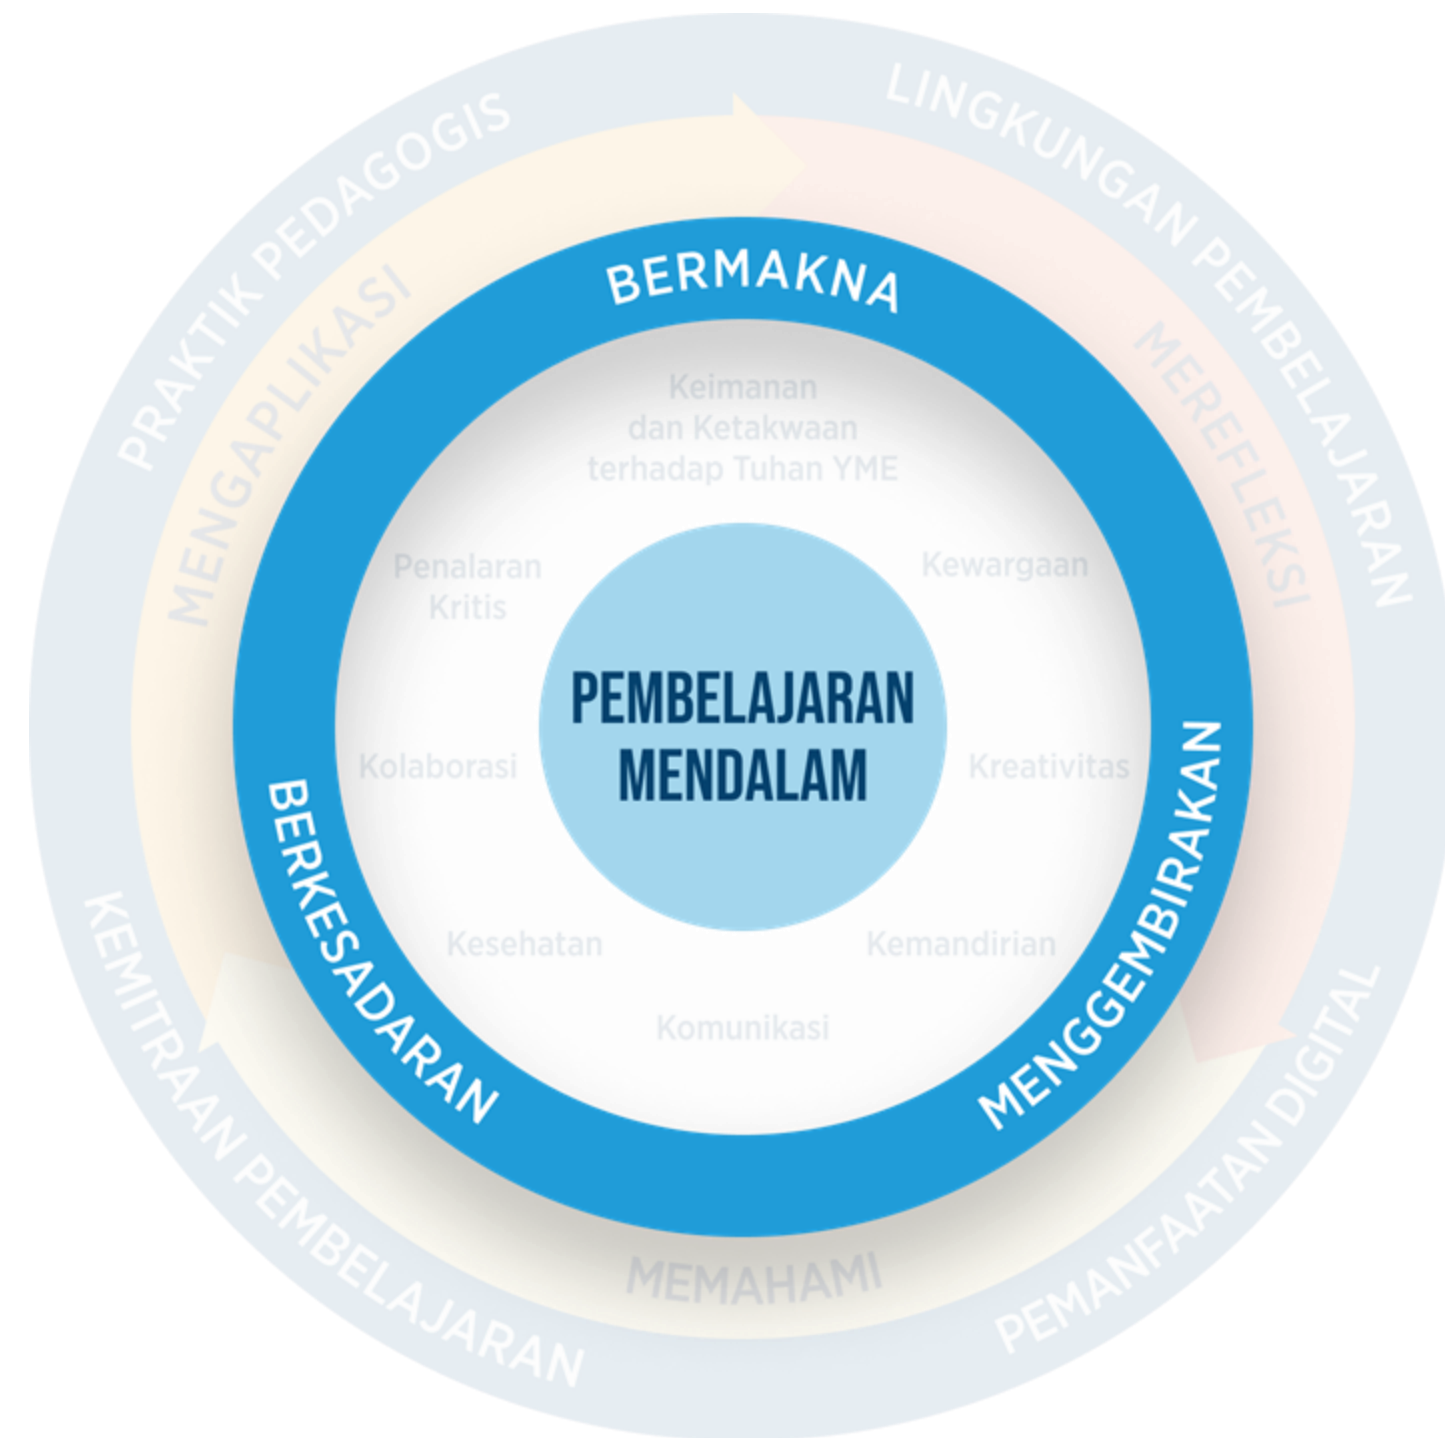 PRAKTIK PEDAGOGIS
LINGKUNGAN PEMBELAJARAN
MENGAPLIKASI
MEREFLEKSI
BERMAKNA
Keimanan
dan Ketakwaan
terhadap Tuhan YME
Penalaran
Kritis
Kewargaan
PEMBELAJARAN
MENDALAM
Kolaborasi
Kreativitas
BERKESADARAN
MENGGEMBIRAKAN
Kesehatan
Kemandirian
Komunikasi
KEMITRAAN PEMBELAJARAN
PEMANFAATAN DIGITAL
MEMAHAMI